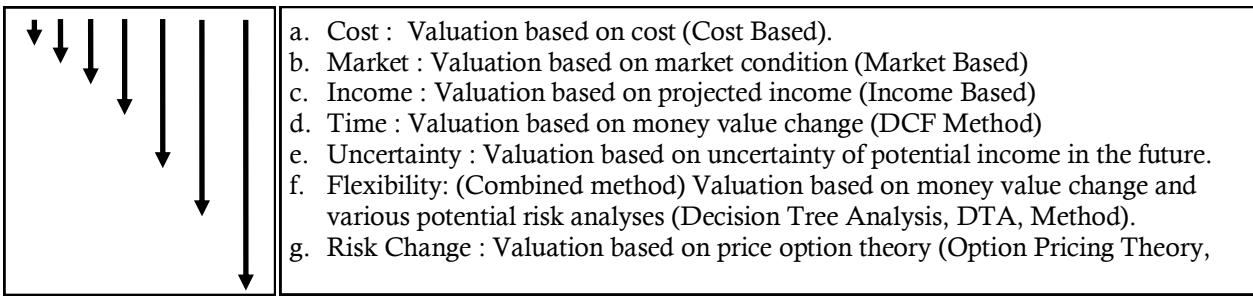 a. Cost : Valuation based on cost (Cost Based).
b. Market : Valuation based on market condition (Market Based)
c. Income : Valuation based on projected income (Income Based)
d. Time : Valuation based on money value change (DCF Method)
e. Uncertainty : Valuation based on uncertainty of potential income in the future.
f. Flexibility: (Combined method) Valuation based on money value change and
various potential risk analyses (Decision Tree Analysis, DTA, Method).
g. Risk Change : Valuation based on price option theory (Option Pricing Theory,